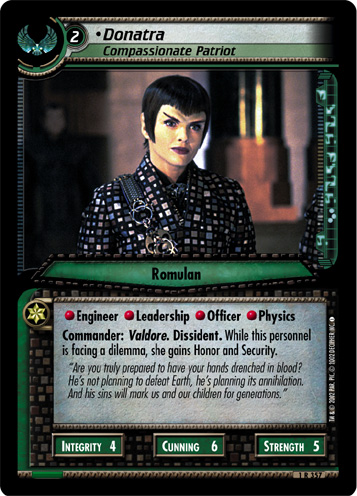 2
•Donatra
Compassionate Patriot
Romulan
Engineer Leadership Officer Physics
Commander: Valdore. Dissident. While this personnel
is facing a dilemma, she gains Honor and Security.
"Are you truly prepared to have your hands drenched in blood?
He's not planning to defeat Earth, he's planning its annihilation.
And his sins will mark us and our children for generations."
INTEGRITY 4 CUNNING 6 STRENGTH 5
1 R 357